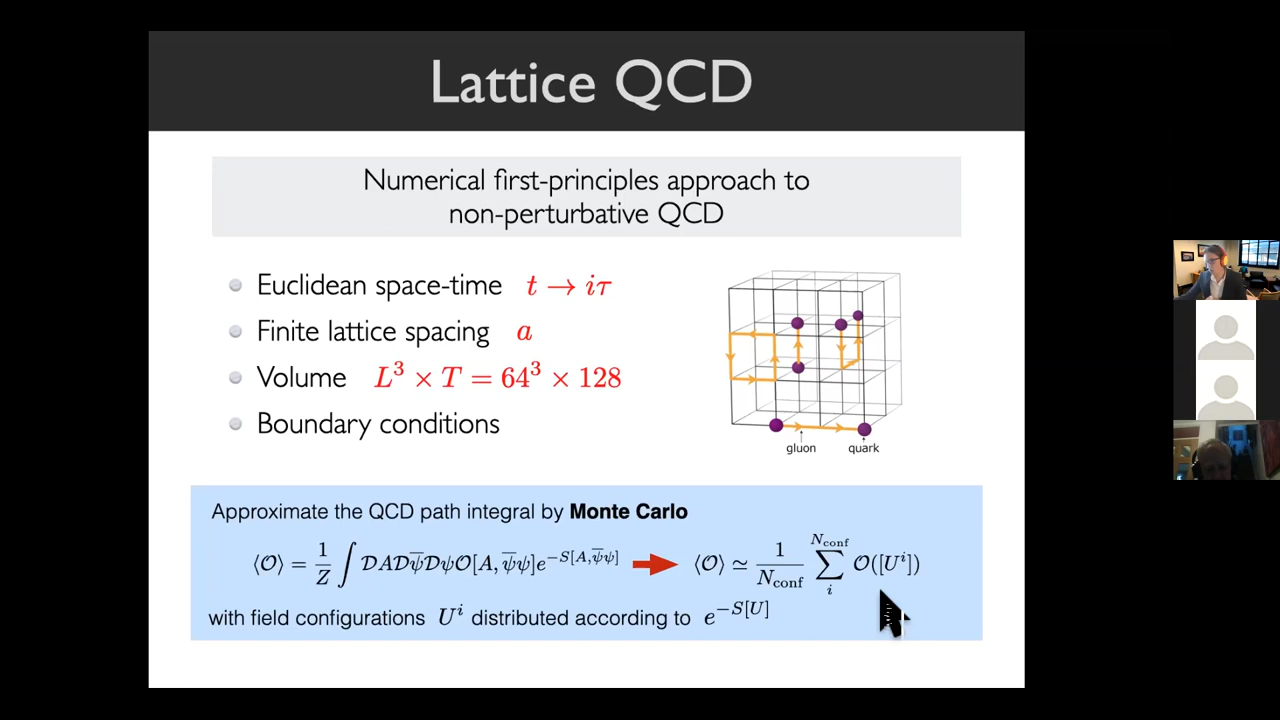 Lattice QCD
Numerical first-principles approach to
non-perturbative QCD
Euclidean space-time t → iτ
Finite lattice spacing a
Volume L³ × T = 64³ × 128
Boundary conditions
gluon quark
Approximate the QCD path integral by Monte Carlo
⟨𝒪⟩ = 1/Z ∫ 𝒟A𝒟ψ̅𝒟ψ𝒪[A, ψ̅ψ]e^{−S[A,ψ̅ψ]} ⟨𝒪⟩ ≃ 1/N_conf ∑_i^{N_conf} 𝒪([U^i])
with field configurations U^i distributed according to e^{−S[U]}